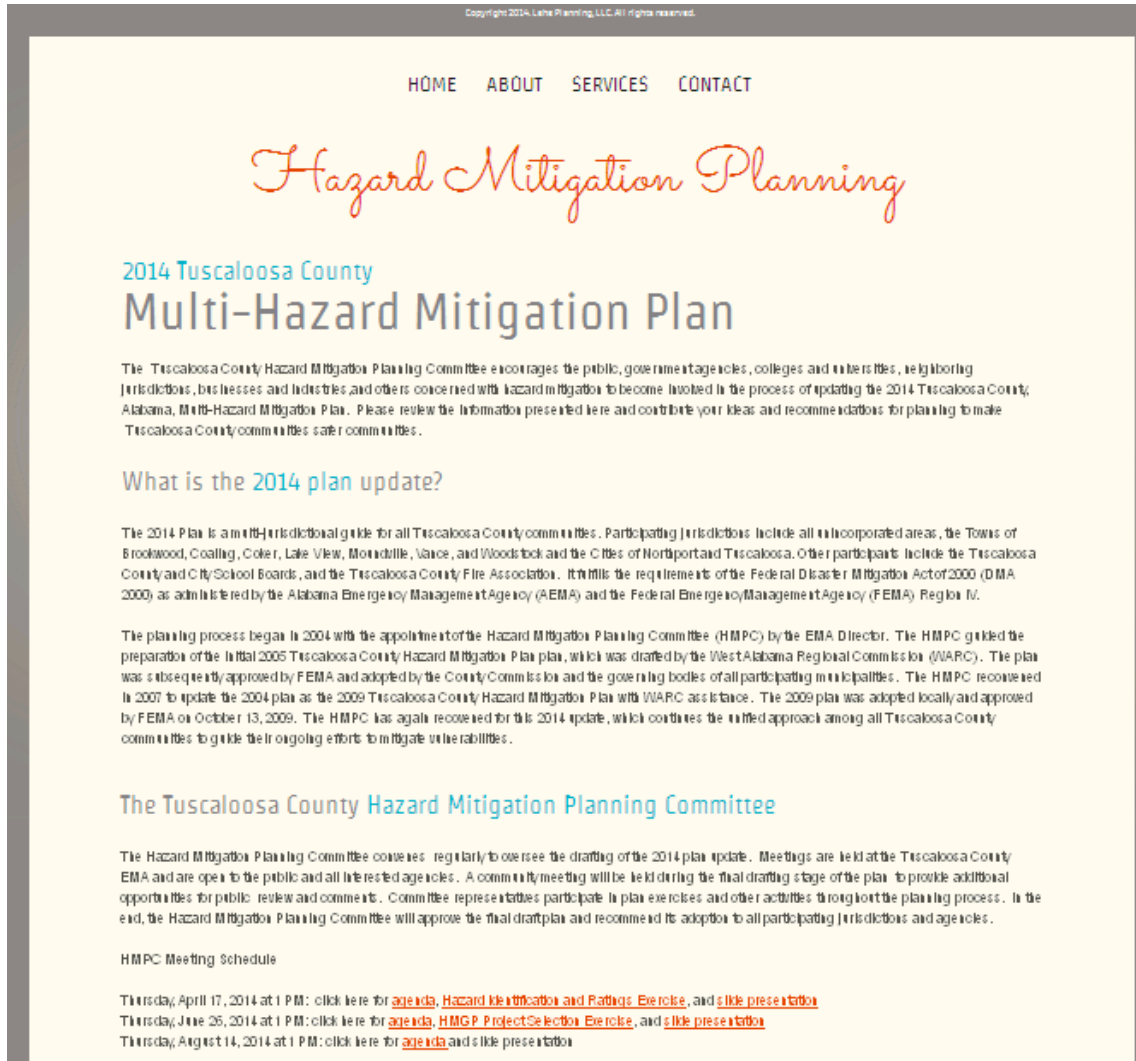 Copyright 2014. Lehe Planning, LLC. All rights reserved.
HOME ABOUT SERVICES CONTACT
Hazard Mitigation Planning
2014 Tuscaloosa County
Multi-Hazard Mitigation Plan
The Tuscaloosa County Hazard Mitigation Planning Committee encourages the public, government agencies, colleges and universities, neighboring
jurisdictions, businesses and industries,and others concerned with hazard mitigation to become involved in the process of updating the 2014 Tuscaloosa County,
Alabama, Multi-Hazard Mitigation Plan. Please review the information presented here and contribute your ideas and recommendations for planning to make
Tuscaloosa County communities safer communities.
What is the 2014 plan update?
The 2014 Plan is a multi-jurisdictional guide for all Tuscaloosa County communities. Participating jurisdictions include all unincorporated areas, the Towns of
Brookwood, Coaling, Coker, Lake View, Moundville, Vance, and Woodstock and the Cities of Northport and Tuscaloosa. Other participants include the Tuscaloosa
County and City School Boards, and the Tuscaloosa County Fire Association. It fulfills the requirements of the Federal Disaster Mitigation Act of 2000 (DMA
2000) as administered by the Alabama Emergency Management Agency (AEMA) and the Federal Emergency Management Agency (FEMA) Region IV.
The planning process began in 2004 with the appointment of the Hazard Mitigation Planning Committee (HMPC) by the EMA Director. The HMPC guided the
preparation of the initial 2005 Tuscaloosa County Hazard Mitigation Plan plan, which was drafted by the West Alabama Regional Commission (WARC). The plan
was subsequently approved by FEMA and adopted by the County Commission and the governing bodies of all participating municipalities. The HMPC reconvened
in 2007 to update the 2004 plan as the 2009 Tuscaloosa County Hazard Mitigation Plan with WARC assistance. The 2009 plan was adopted locally and approved
by FEMA on October 13, 2009. The HMPC has again recovened for this 2014 update, which continues the unified approach among all Tuscaloosa County
communities to guide their ongoing efforts to mitigate vulnerabilities.
The Tuscaloosa County Hazard Mitigation Planning Committee
The Hazard Mitigation Planning Committee convenes regularly to oversee the drafting of the 2014 plan update. Meetings are held at the Tuscaloosa County
EMA and are open to the public and all interested agencies. A community meeting will be held during the final drafting stage of the plan to provide additional
opportunities for public review and comments. Committee representatives participate in plan exercises and other activities throughout the planning process. In the
end, the Hazard Mitigation Planning Committee will approve the final draft plan and recommend its adoption to all participating jurisdictions and agencies.
HMPC Meeting Schedule
Thursday, April 17, 2014 at 1 PM: click here for agenda, Hazard Identification and Ratings Exercise, and slide presentation
Thursday, June 26, 2014 at 1 PM: click here for agenda, HMGP Project Selection Exercise, and slide presentation
Thursday, August 14, 2014 at 1 PM: click here for agenda and slide presentation